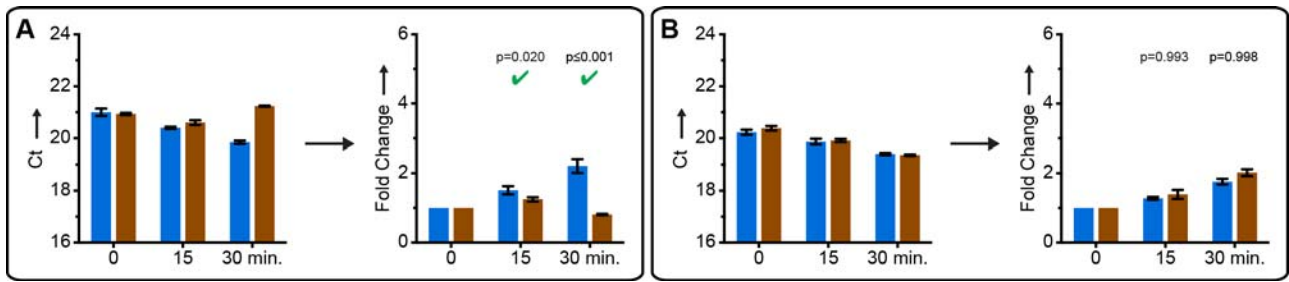 A
24
22
20
18
16
Ct →
0 15 30 min.
6
4
2
0
Fold Change →
p=0.020 p≤0.001
✔ ✔
0 15 30 min.
B
24
22
20
18
16
Ct →
0 15 30 min.
6
4
2
0
Fold Change →
p=0.993 p=0.998
0 15 30 min.